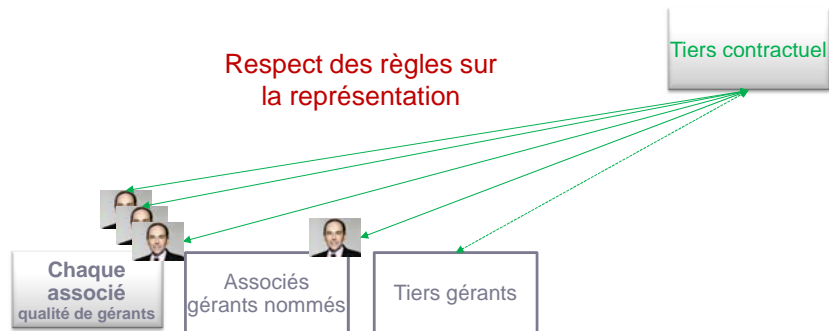 Tiers contractuel
Respect des règles sur
la représentation
Chaque
associé
qualité de gérants
Associés
gérants nommés
Tiers gérants